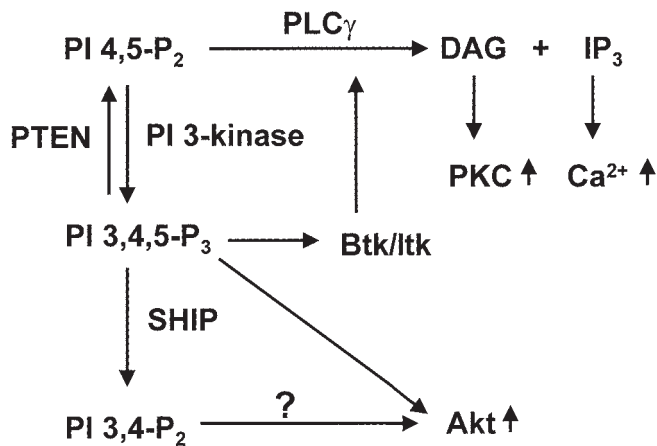 PLCγ
PI 4,5-P₂ DAG + IP₃
PTEN PI 3-kinase
PKC Ca²⁺
PI 3,4,5-P₃ Btk/Itk
SHIP
?
PI 3,4-P₂ Akt